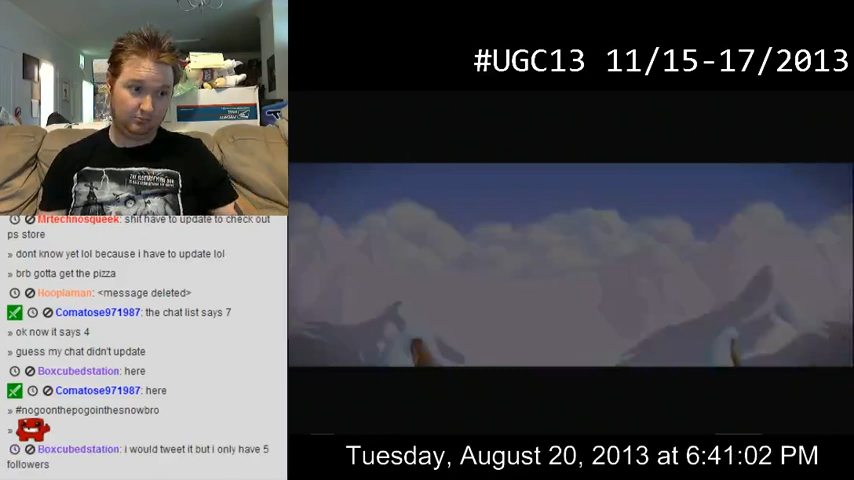 #UGC13 11/15-17/2013
Mrtechnosqueek: shit have to update to check out
ps store
» dont know yet lol because i have to update lol
» brb gotta get the pizza
Hooplaman: <message deleted>
Comatose971987: the chat list says 7
» ok now it says 4
» guess my chat didn't update
Boxcubedstation: here
Comatose971987: here
» #nogoonthepogointhesnowbro
»
Boxcubedstation: i would tweet it but i only have 5
followers
Tuesday, August 20, 2013 at 6:41:02 PM